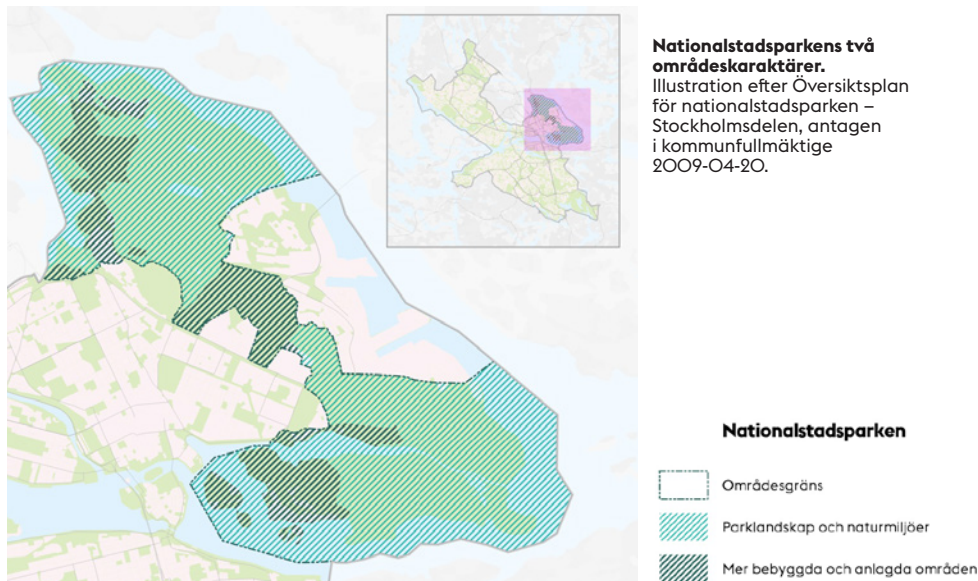 Nationalstadsparkens två
områdeskaraktärer.
Illustration efter Översiktsplan
för nationalstadsparken –
Stockholmsdelen, antagen
i kommunfullmäktige
2009-04-20.
Nationalstadsparken
Områdesgräns
Parklandskap och naturmiljöer
Mer bebyggda och anlagda områden